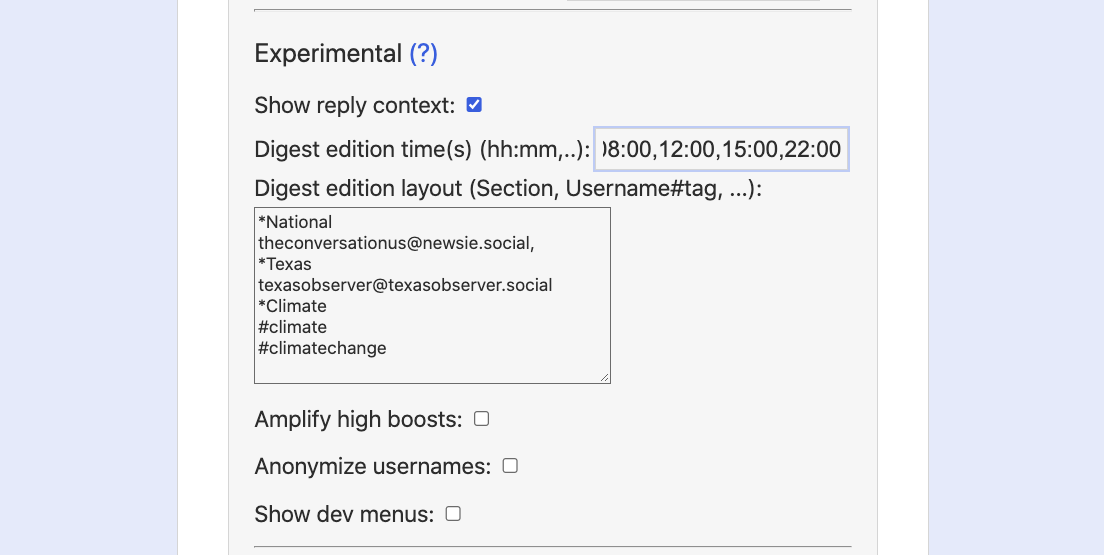 Experimental (?)
Show reply context:
Digest edition time(s) (hh:mm,..): 08:00,12:00,15:00,22:00
Digest edition layout (Section, Username#tag, ...):
*National
theconversationus@newsie.social,
*Texas
texasobserver@texasobserver.social
*Climate
#climate
#climatechange
Amplify high boosts:
Anonymize usernames:
Show dev menus: